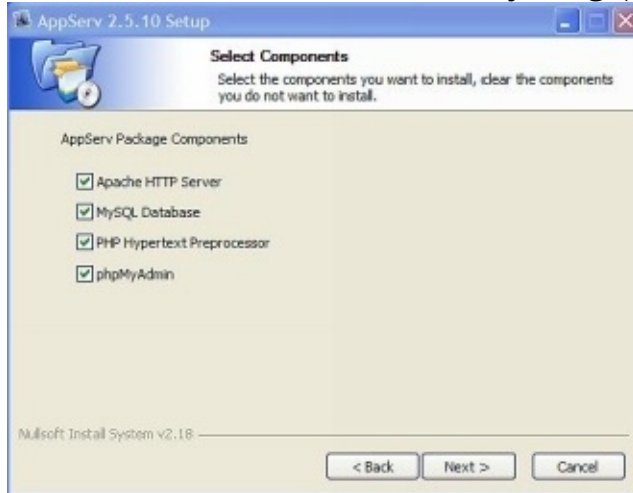 AppServ 2.5.10 Setup
Select Components
Select the components you want to install, clear the components
you do not want to install.
AppServ Package Components
Apache HTTP Server
MySQL Database
PHP Hypertext Preprocessor
phpMyAdmin
Nullsoft Install System v2.18
< Back Next > Cancel